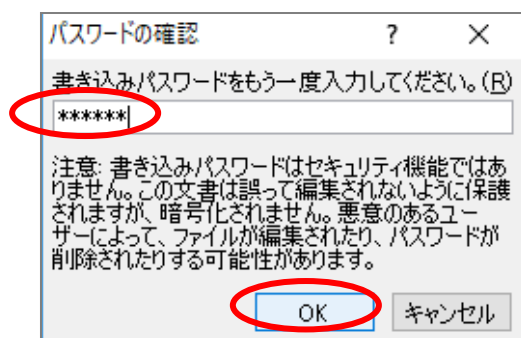 パスワードの確認 ? ×
書き込みパスワードをもう一度入力してください。(R)
******
注意: 書き込みパスワードはセキュリティ機能ではあ
りません。この文書は誤って編集されないように保護
されますが、暗号化されません。悪意のあるユー
ザーによって、ファイルが編集されたり、パスワードが
削除されたりする可能性があります。
OK キャンセル